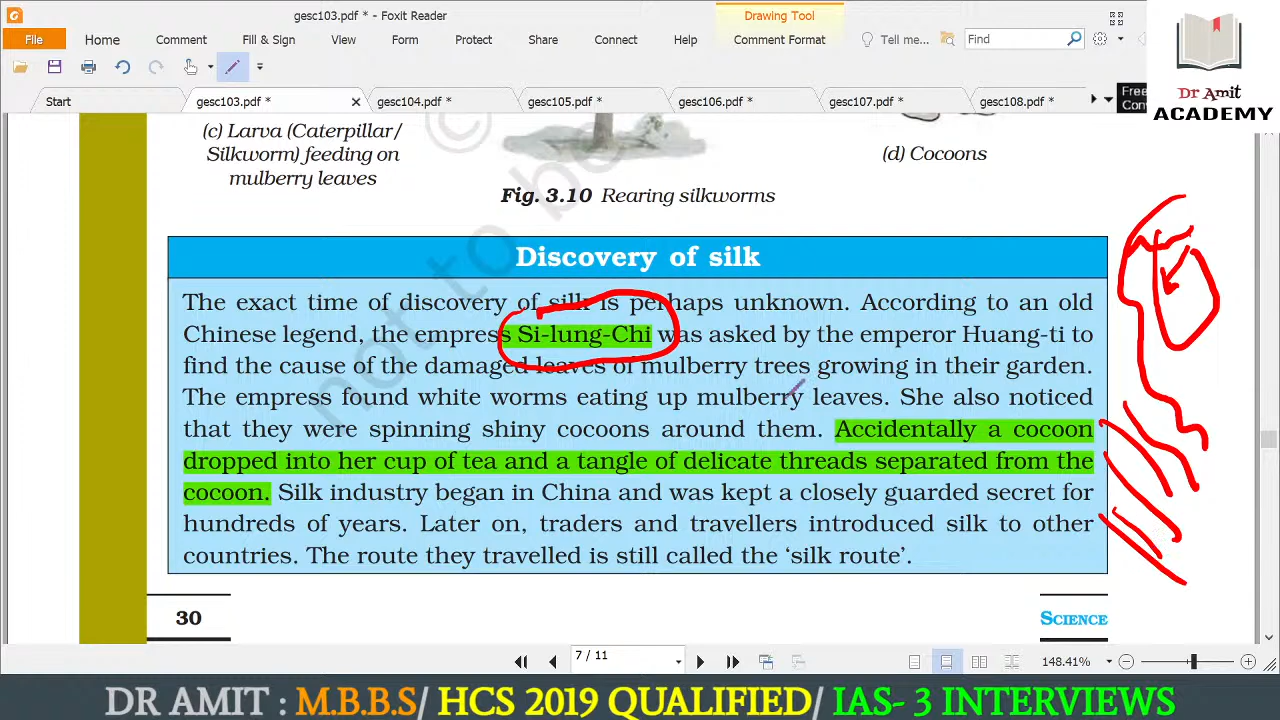 gesc103.pdf * - Foxit Reader
Drawing Tool
File Home Comment Fill & Sign View Form Protect Share Connect Help Comment Format Tell me... Find
Start gesc103.pdf * gesc104.pdf * gesc105.pdf * gesc106.pdf * gesc107.pdf * gesc108.pdf *
Dr Amit
ACADEMY
(c) Larva (Caterpillar/
Silkworm) feeding on
mulberry leaves
(d) Cocoons
Fig. 3.10 Rearing silkworms
© not to be
Discovery of silk
The exact time of discovery of silk is perhaps unknown. According to an old
Chinese legend, the empress Si-lung-Chi was asked by the emperor Huang-ti to
find the cause of the damaged leaves of mulberry trees growing in their garden.
The empress found white worms eating up mulberry leaves. She also noticed
that they were spinning shiny cocoons around them. Accidentally a cocoon
dropped into her cup of tea and a tangle of delicate threads separated from the
cocoon. Silk industry began in China and was kept a closely guarded secret for
hundreds of years. Later on, traders and travellers introduced silk to other
countries. The route they travelled is still called the ‘silk route’.
30
SCIENCE
7 / 11
148.41%
DR AMIT : M.B.B.S/ HCS 2019 QUALIFIED/ IAS- 3 INTERVIEWS